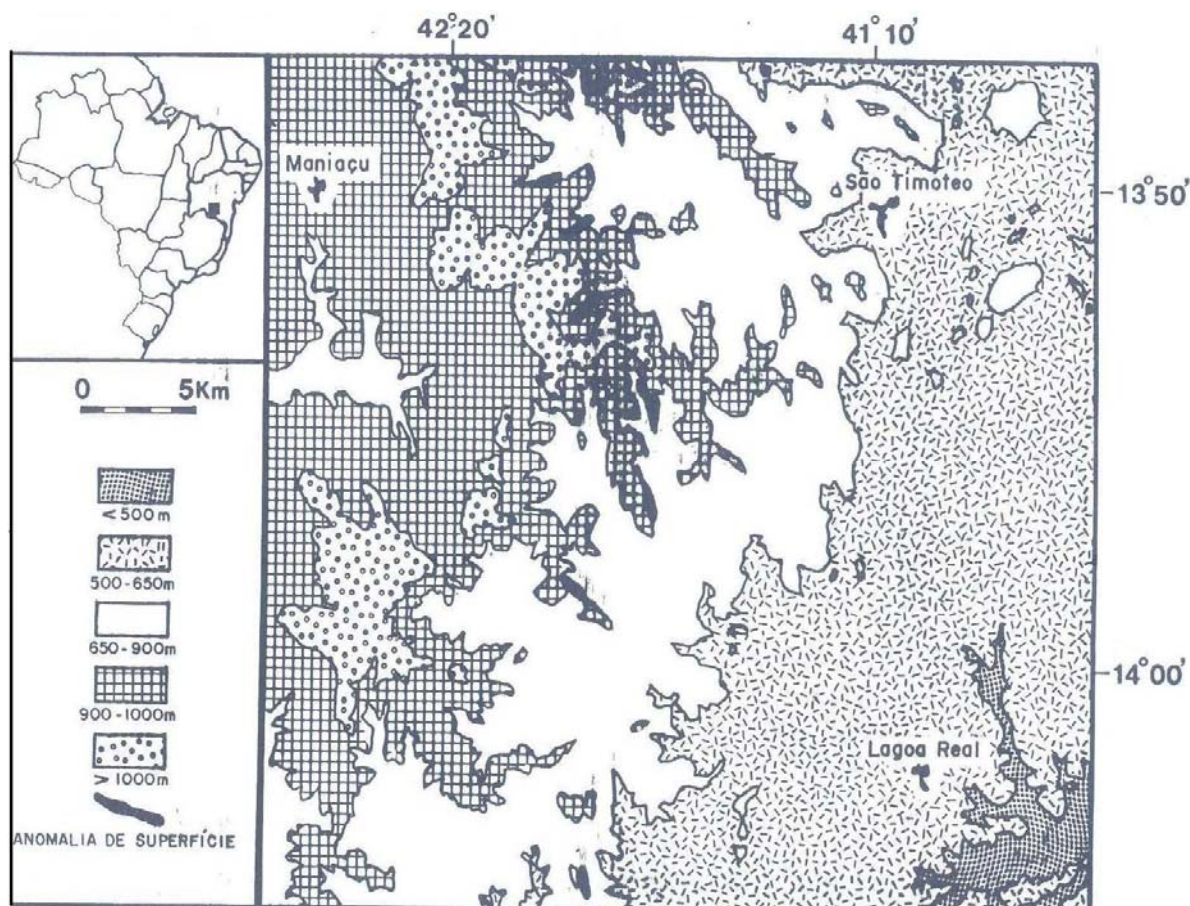 42°20'
41°10'
Maniaçu
São Timoteo
13°50'
0 5Km
< 500 m
500-650m
650-900m
900-1000m
> 1000m
ANOMALIA DE SUPERFÍCIE
14°00'
Lagoa Real